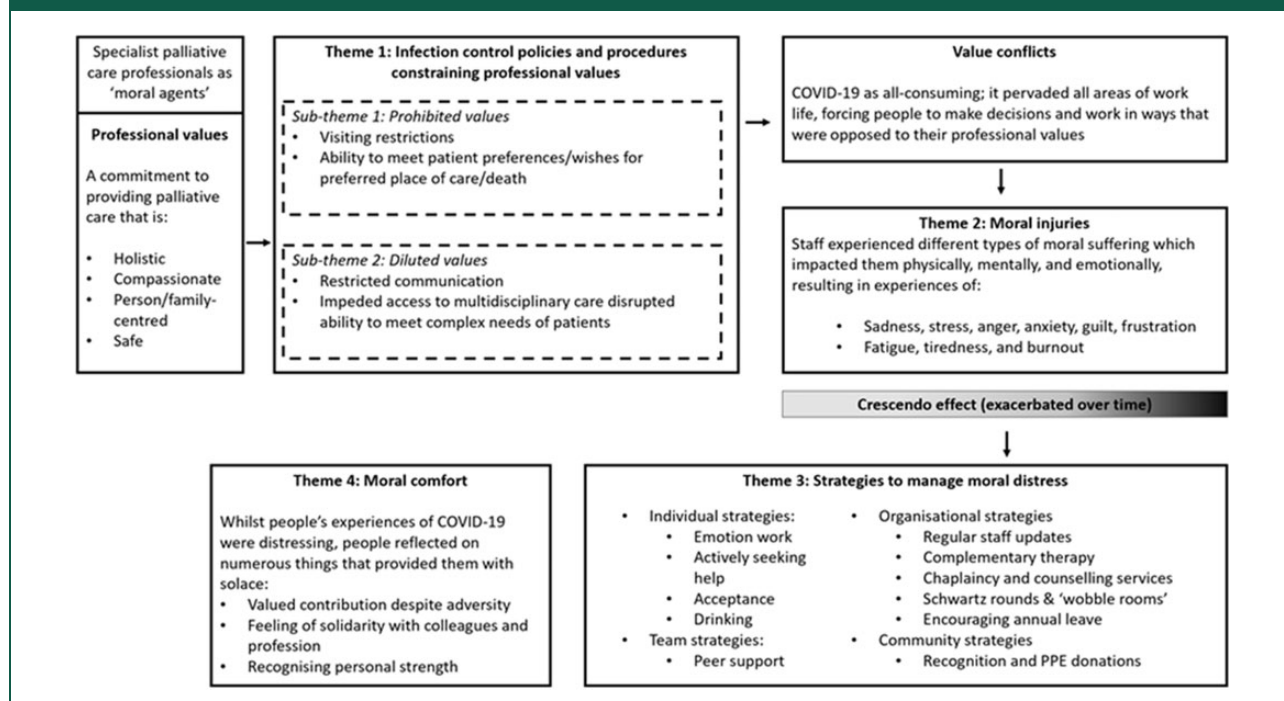 Specialist palliative
care professionals as
'moral agents'
Professional values
A commitment to
providing palliative
care that is:
• Holistic
• Compassionate
• Person/family-
centred
• Safe
Theme 1: Infection control policies and procedures
constraining professional values
Sub-theme 1: Prohibited values
• Visiting restrictions
• Ability to meet patient preferences/wishes for
preferred place of care/death
Sub-theme 2: Diluted values
• Restricted communication
• Impeded access to multidisciplinary care disrupted
ability to meet complex needs of patients
Value conflicts
COVID-19 as all-consuming; it pervaded all areas of work
life, forcing people to make decisions and work in ways that
were opposed to their professional values
Theme 2: Moral injuries
Staff experienced different types of moral suffering which
impacted them physically, mentally, and emotionally,
resulting in experiences of:
• Sadness, stress, anger, anxiety, guilt, frustration
• Fatigue, tiredness, and burnout
Crescendo effect (exacerbated over time)
Theme 3: Strategies to manage moral distress
• Individual strategies:
• Emotion work
• Actively seeking
help
• Acceptance
• Drinking
• Team strategies:
• Peer support
• Organisational strategies
• Regular staff updates
• Complementary therapy
• Chaplaincy and counselling services
• Schwartz rounds & 'wobble rooms'
• Encouraging annual leave
• Community strategies
• Recognition and PPE donations
Theme 4: Moral comfort
Whilst people's experiences of COVID-19
were distressing, people reflected on
numerous things that provided them with
solace:
• Valued contribution despite adversity
• Feeling of solidarity with colleagues and
profession
• Recognising personal strength